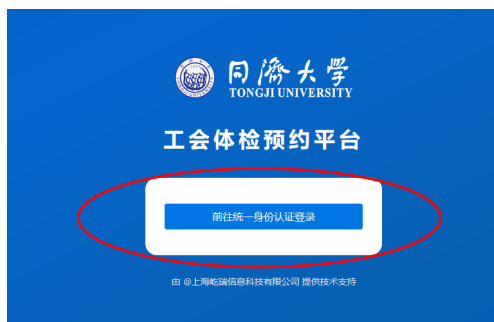 同濟大学
TONGJI UNIVERSITY
工会体检预约平台
前往统一身份认证登录
由 @上海屹瑞信息科技有限公司 提供技术支持